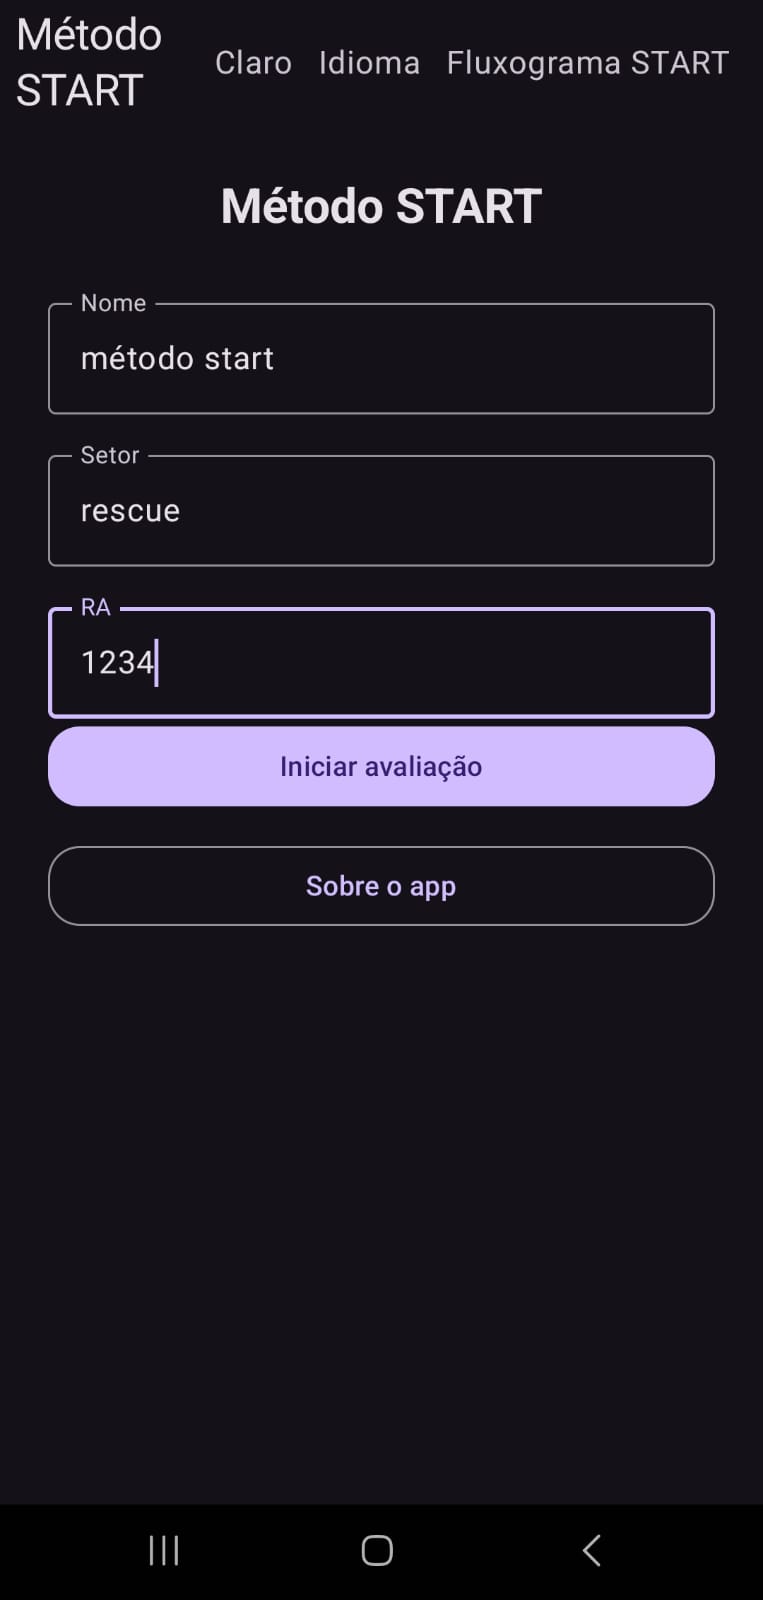 Método
START
Claro Idioma Fluxograma START
Método START
Nome
método start
Setor
rescue
RA
1234
Iniciar avaliação
Sobre o app